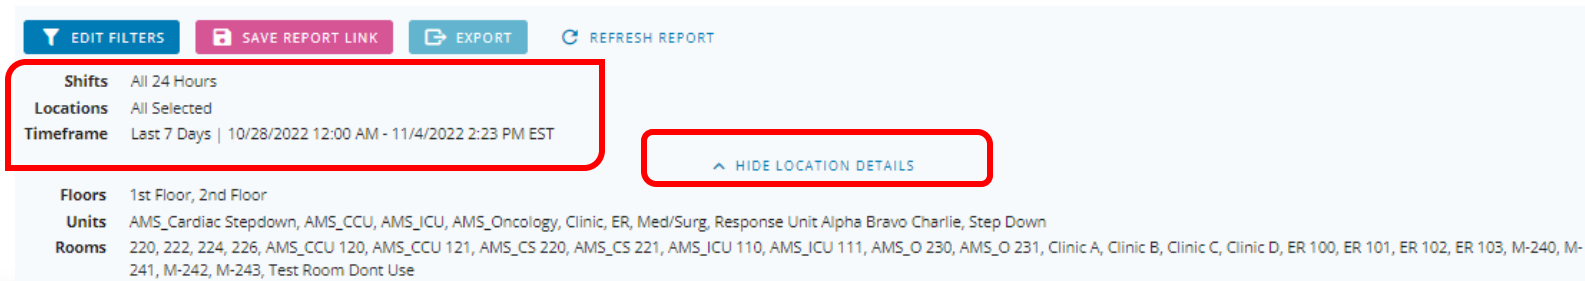 EDIT FILTERS SAVE REPORT LINK EXPORT REFRESH REPORT
Shifts All 24 Hours
Locations All Selected
Timeframe Last 7 Days | 10/28/2022 12:00 AM - 11/4/2022 2:23 PM EST
HIDE LOCATION DETAILS
Floors 1st Floor, 2nd Floor
Units AMS_Cardiac Stepdown, AMS_CCU, AMS_ICU, AMS_Oncology, Clinic, ER, Med/Surg, Response Unit Alpha Bravo Charlie, Step Down
Rooms 220, 222, 224, 226, AMS_CCU 120, AMS_CCU 121, AMS_CS 220, AMS_CS 221, AMS_ICU 110, AMS_ICU 111, AMS_O 230, AMS_O 231, Clinic A, Clinic B, Clinic C, Clinic D, ER 100, ER 101, ER 102, ER 103, M-240, M-
241, M-242, M-243, Test Room Dont Use